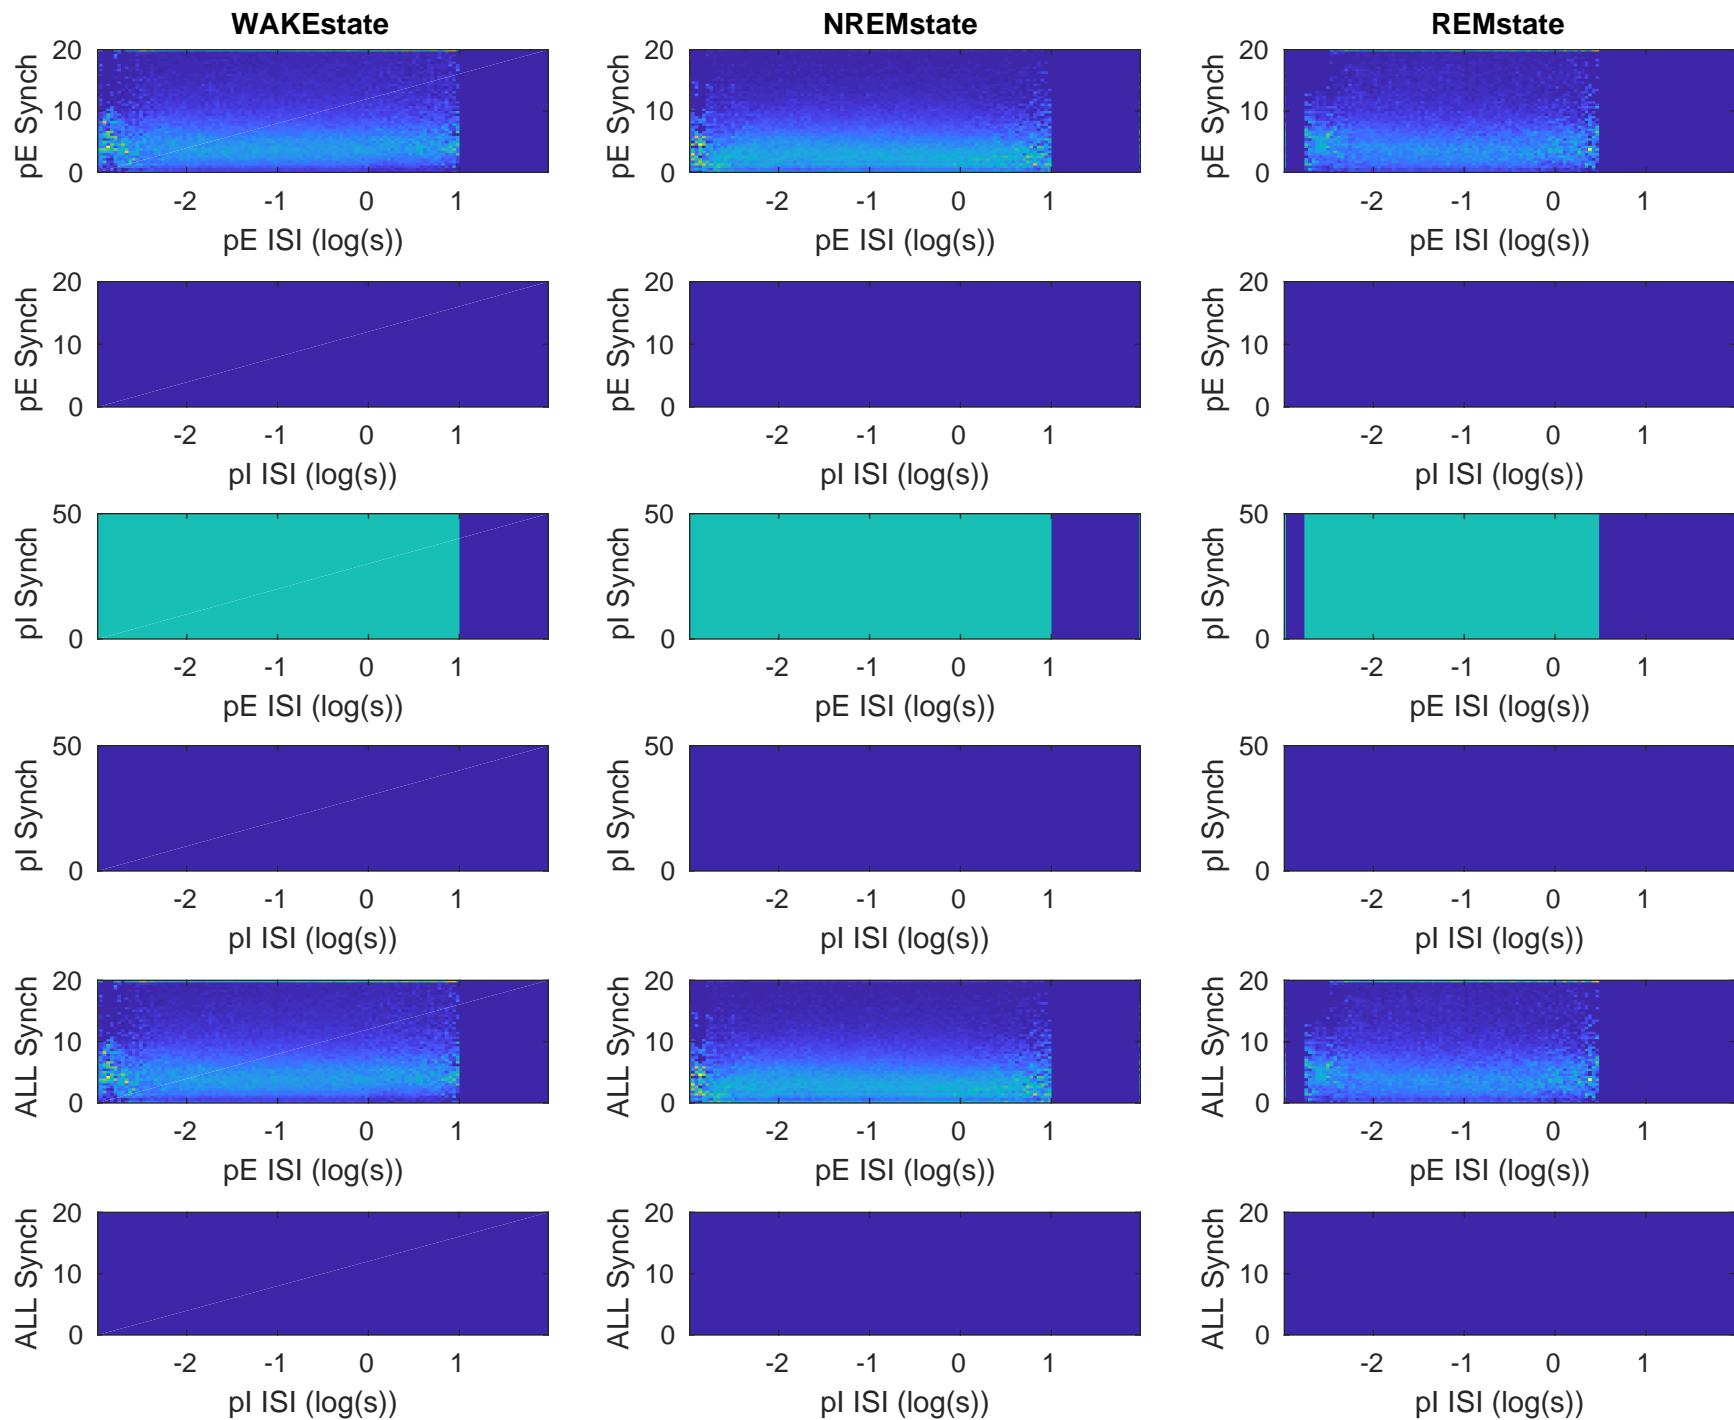 WAKEstate NREMstate REMstate
20 20 20
pE Synch pE Synch pE Synch
10 10 10
0 0 0
-2 -1 0 1 -2 -1 0 1 -2 -1 0 1
pE ISI (log(s)) pE ISI (log(s)) pE ISI (log(s))
20 20 20
pE Synch pE Synch pE Synch
10 10 10
0 0 0
-2 -1 0 1 -2 -1 0 1 -2 -1 0 1
pI ISI (log(s)) pI ISI (log(s)) pI ISI (log(s))
50 50 50
pI Synch pI Synch pI Synch
0 0 0
-2 -1 0 1 -2 -1 0 1 -2 -1 0 1
pE ISI (log(s)) pE ISI (log(s)) pE ISI (log(s))
50 50 50
pI Synch pI Synch pI Synch
0 0 0
-2 -1 0 1 -2 -1 0 1 -2 -1 0 1
pI ISI (log(s)) pI ISI (log(s)) pI ISI (log(s))
20 20 20
ALL Synch ALL Synch ALL Synch
10 10 10
0 0 0
-2 -1 0 1 -2 -1 0 1 -2 -1 0 1
pE ISI (log(s)) pE ISI (log(s)) pE ISI (log(s))
20 20 20
ALL Synch ALL Synch ALL Synch
10 10 10
0 0 0
-2 -1 0 1 -2 -1 0 1 -2 -1 0 1
pI ISI (log(s)) pI ISI (log(s)) pI ISI (log(s))